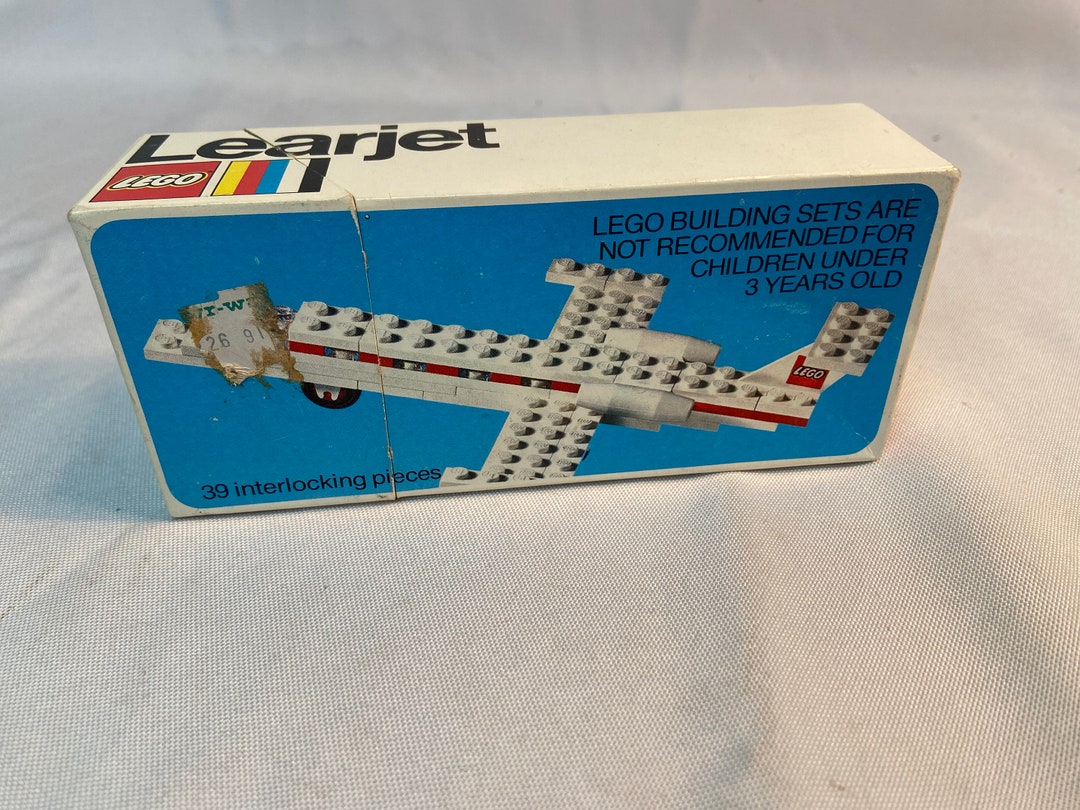 Learjet
LEGO
LEGO BUILDING SETS ARE
NOT RECOMMENDED FOR
CHILDREN UNDER
3 YEARS OLD
LEGO
39 interlocking pieces